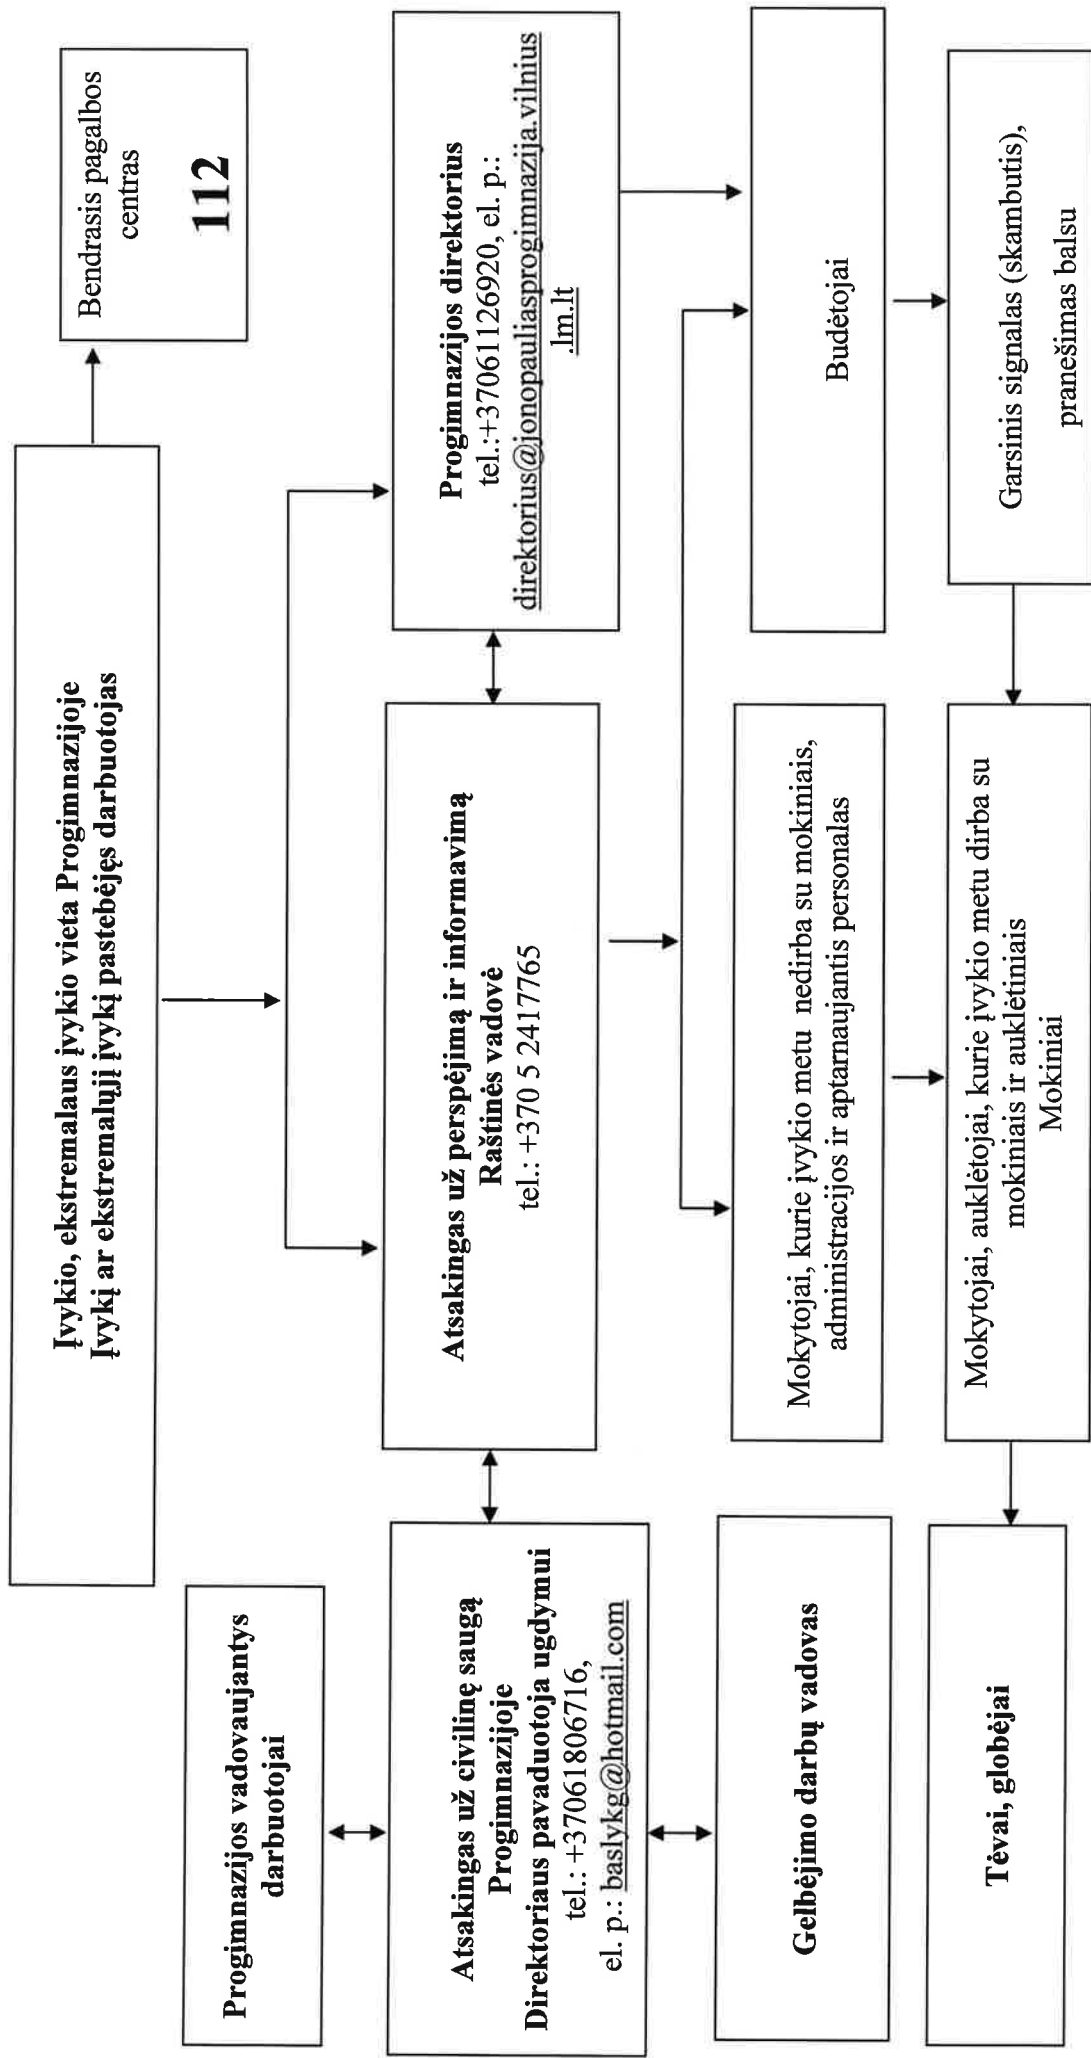 Įvykio, ekstremalaus įvykio vieta Progimnazijoje
Įvykį ar ekstremalųjį įvykį pastebėjęs darbuotojas
Bendrasis pagalbos
centras
112
Progimnazijos vadovaujantys
darbuotojai
Atsakingas už civilinę saugą
Progimnazijoje
Direktoriaus pavaduotoja ugdymui
tel.: +37061806716,
el. p.: baslykg@hotmail.com
Atsakingas už perspėjimą ir informavimą
Raštinės vadovė
tel.: +370 5 2417765
Progimnazijos direktorius
tel.:+37061126920, el. p.:
direktorius@jonopauliasprogimnazija.vilnius
.lm.lt
Gelbėjimo darbų vadovas
Mokytojai, kurie įvykio metu nedirba su mokiniais,
administracijos ir aptarnaujantis personalas
Budėtojai
Tėvai, globėjai
Mokytojai, auklėtojai, kurie įvykio metu dirba su
mokiniais ir auklėtiniais
Mokiniai
Garsinis signalas (skambutis),
pranešimas balsu